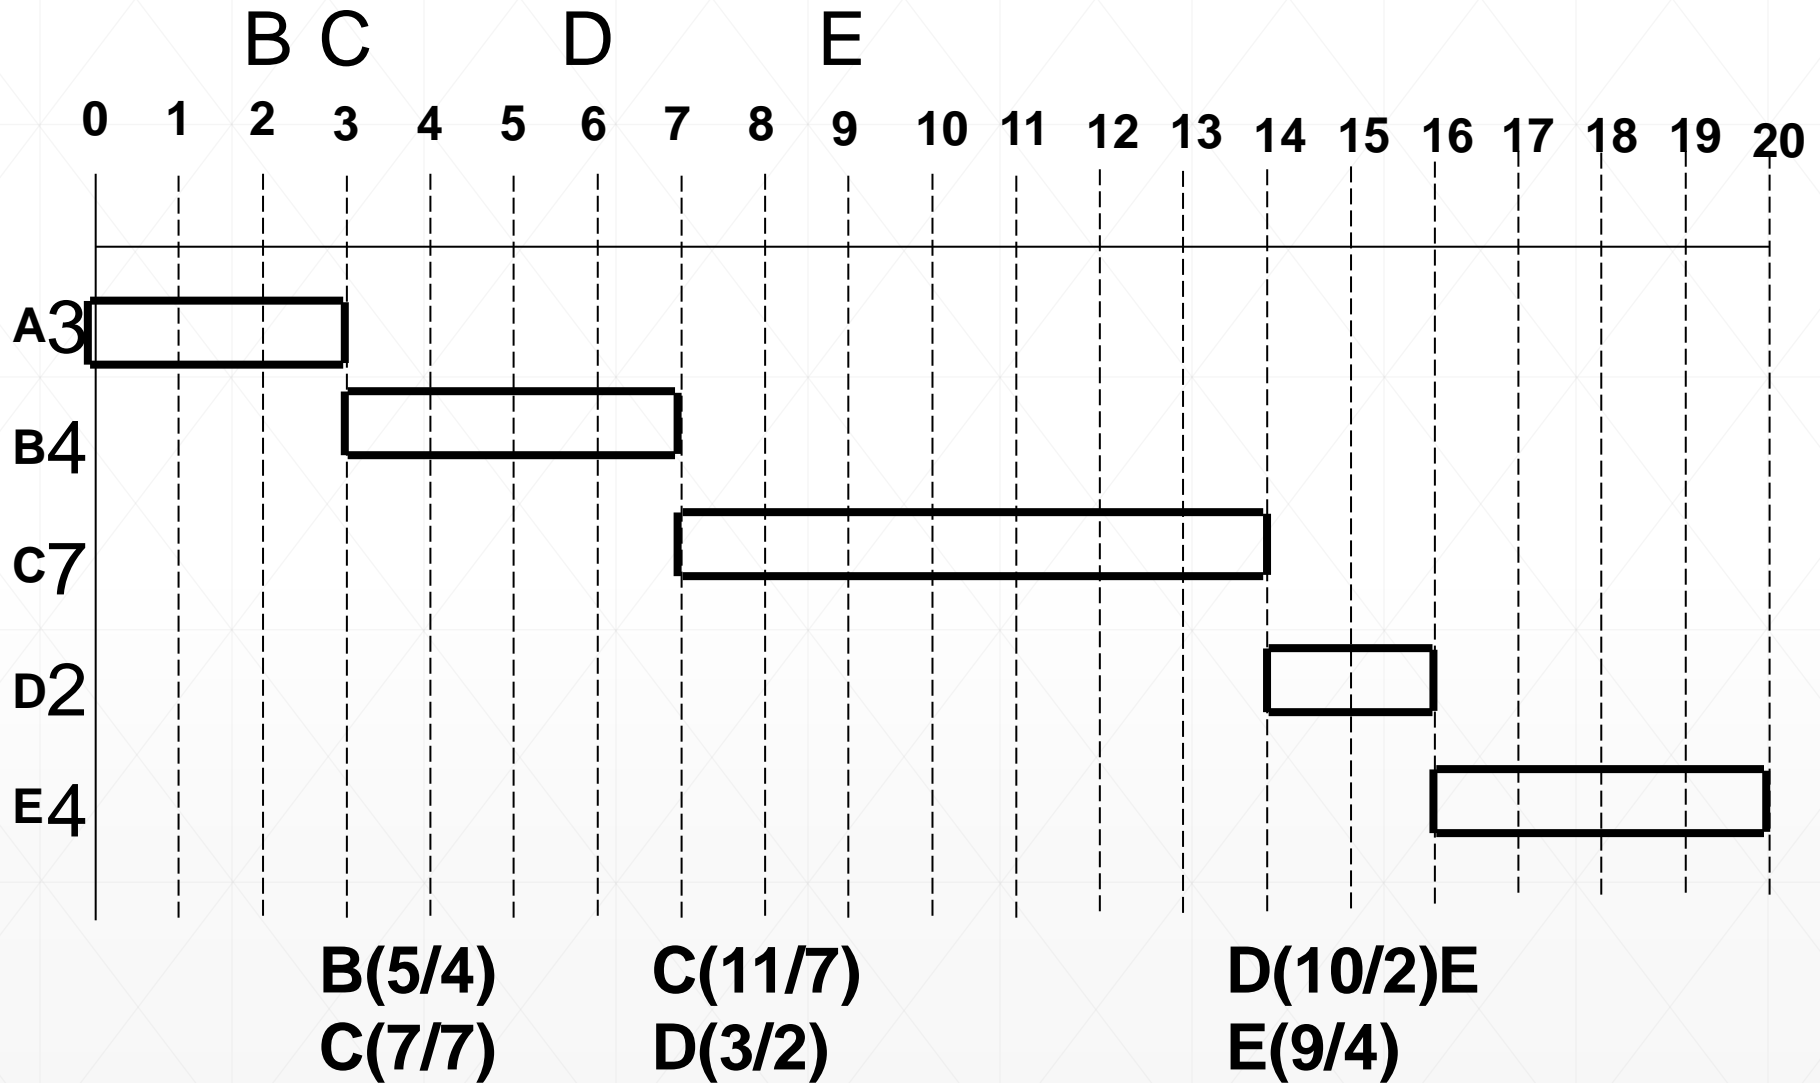 B C D E
0 1 2 3 4 5 6 7 8 9 10 11 12 13 14 15 16 17 18 19 20
A3
B4
C7
D2
E4
B(5/4) C(11/7) D(10/2)E
C(7/7) D(3/2) E(9/4)